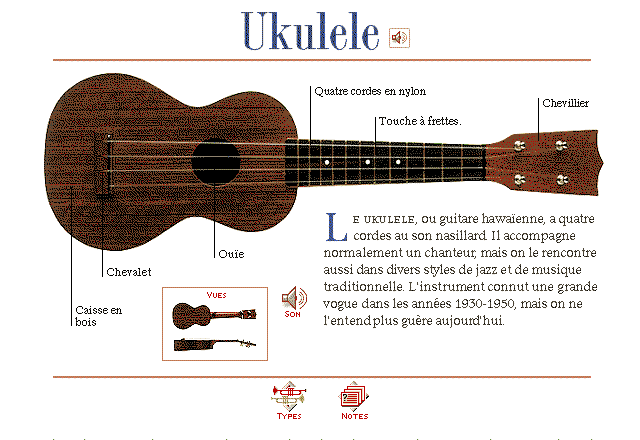 Ukulele
Quatre cordes en nylon
Chevillier
Touche à frettes.
Ouïe
Chevalet
Caisse en
bois
LE UKULELE, ou guitare hawaïenne, a quatre
cordes au son nasillard. Il accompagne
normalement un chanteur, mais on le rencontre
aussi dans divers styles de jazz et de musique
traditionnelle. L'instrument connut une grande
vogue dans les années 1930-1950, mais on ne
l'entend plus guère aujourd'hui.
VUES
SON
TYPES
NOTES